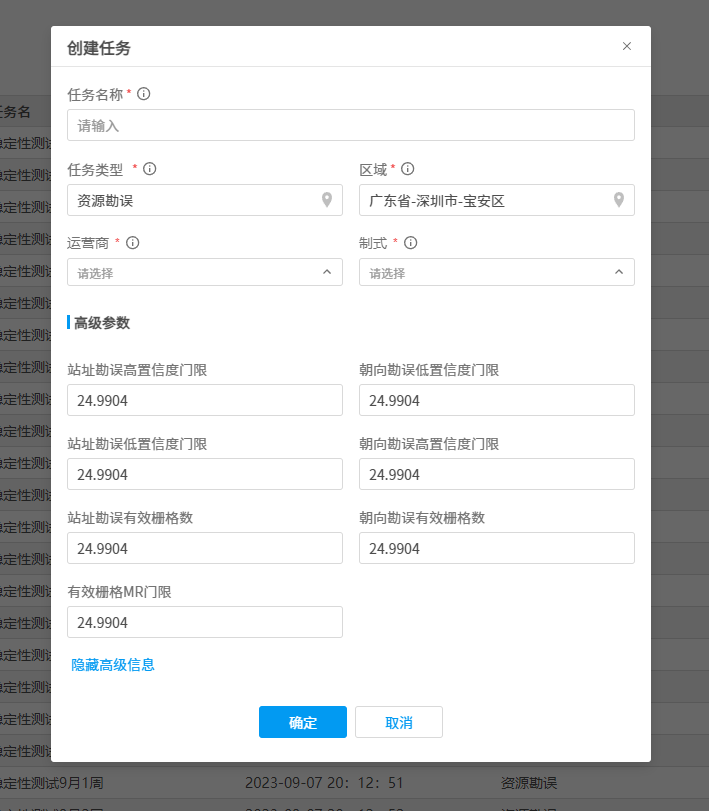 创建任务
任务名称 *
请输入
任务类型 * 区域 *
资源勘误 广东省-深圳市-宝安区
运营商 * 制式 *
请选择 请选择
高级参数
站址勘误高置信度门限 朝向勘误低置信度门限
24.9904 24.9904
站址勘误低置信度门限 朝向勘误高置信度门限
24.9904 24.9904
站址勘误有效栅格数 朝向勘误有效栅格数
24.9904 24.9904
有效栅格MR门限
24.9904
隐藏高级信息
确定 取消
定性测试9月1周 2023-09-07 20：12：51 资源勘误